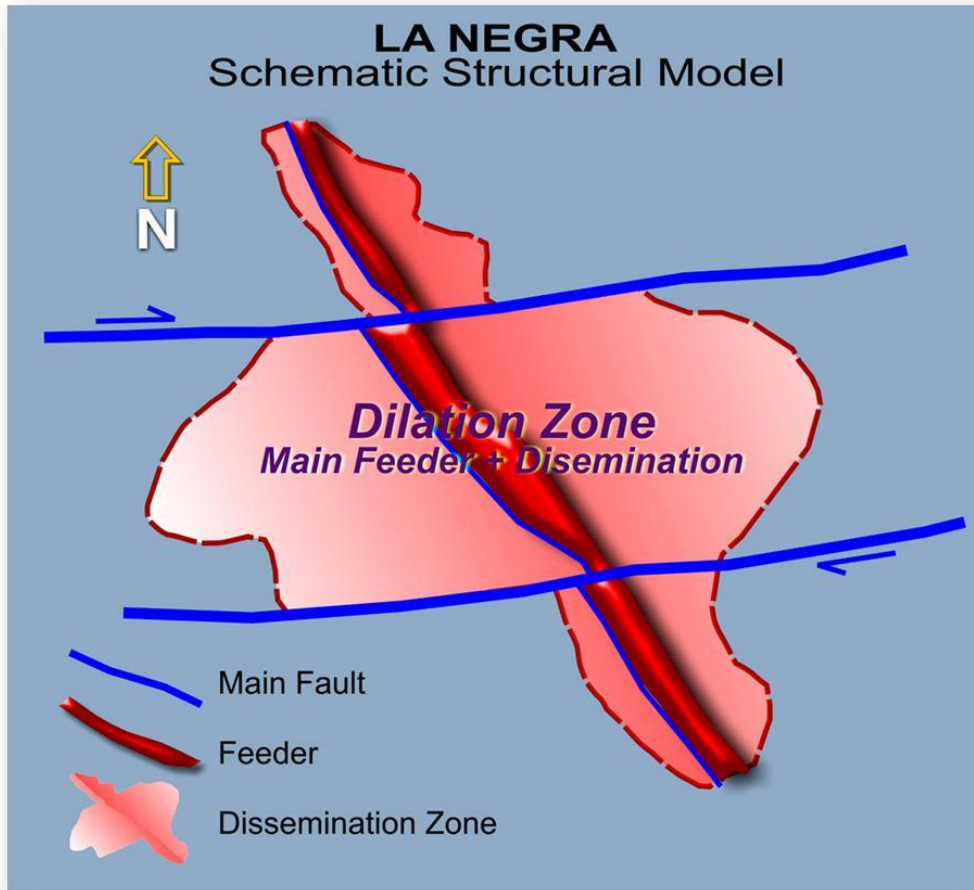 LA NEGRA
Schematic Structural Model
N
Dilation Zone
Main Feeder + Disemination
Main Fault
Feeder
Dissemination Zone